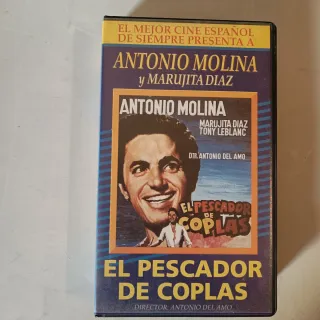 EL MEJOR CINE ESPAÑOL
DE SIEMPRE PRESENTA A
ANTONIO MOLINA
y MARUJITA DIAZ
ANTONIO MOLINA
MARUJITA DIAZ
TONY LEBLANC
DTR. ANTONIO DEL AMO
EL PESCADOR
DE
COPLAS
EL PESCADOR
DE COPLAS
DIRECTOR: ANTONIO DEL AMO